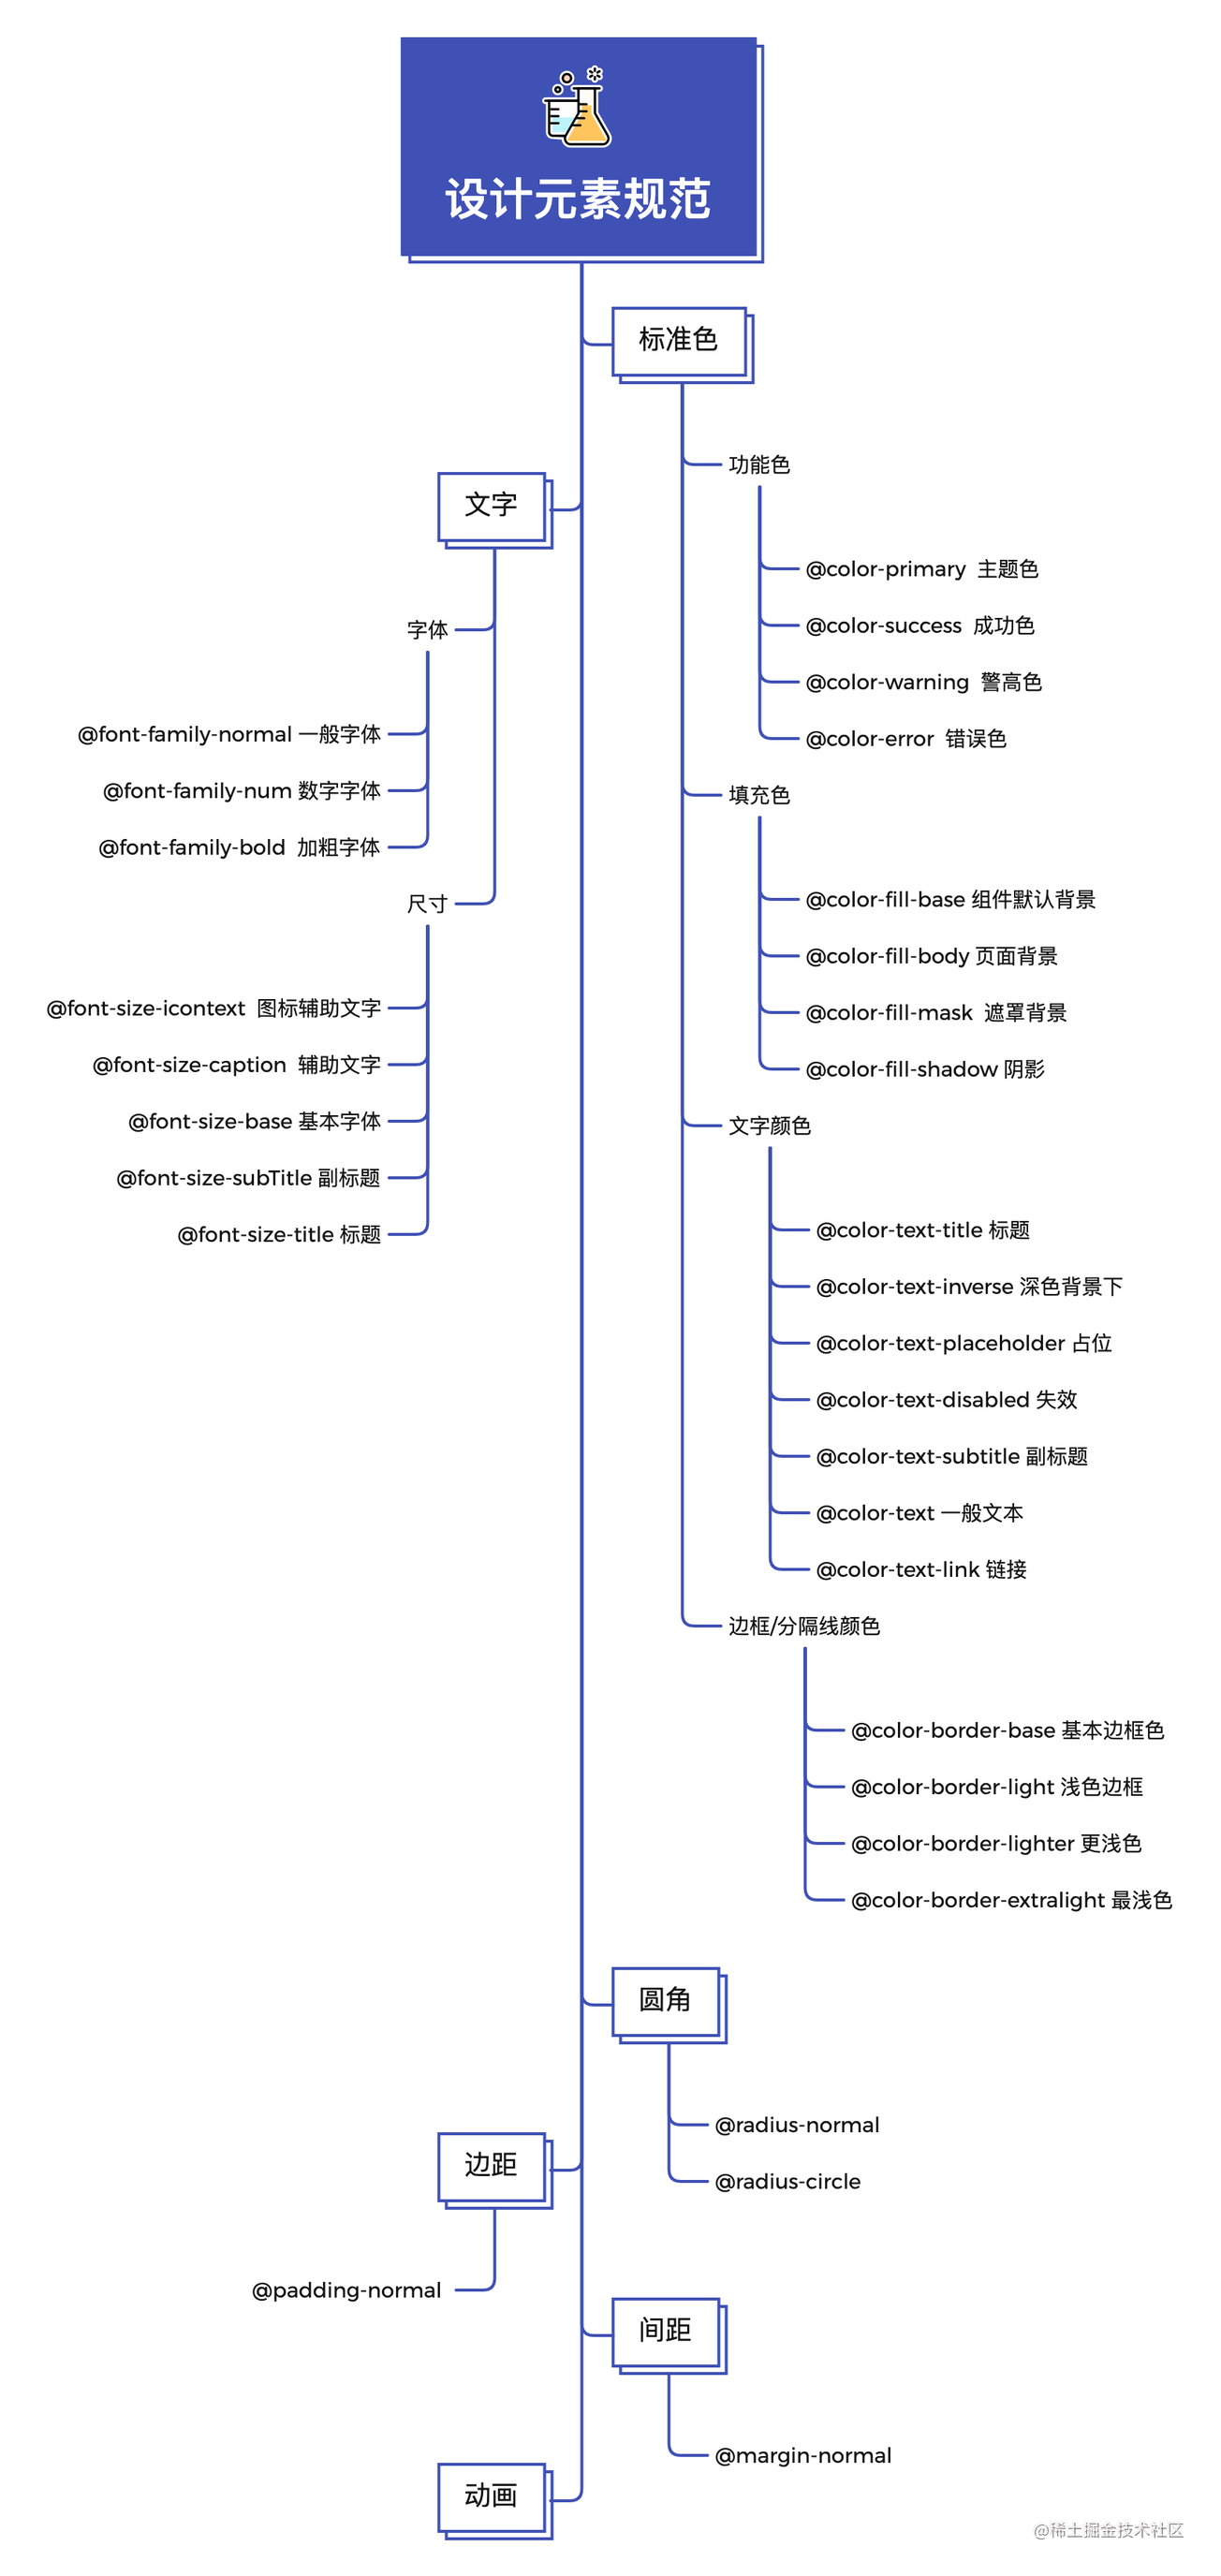 设计元素规范
标准色
功能色
@color-primary 主题色
@color-success 成功色
@color-warning 警高色
@color-error 错误色
填充色
@color-fill-base 组件默认背景
@color-fill-body 页面背景
@color-fill-mask 遮罩背景
@color-fill-shadow 阴影
文字颜色
@color-text-title 标题
@color-text-inverse 深色背景下
@color-text-placeholder 占位
@color-text-disabled 失效
@color-text-subtitle 副标题
@color-text 一般文本
@color-text-link 链接
边框/分隔线颜色
@color-border-base 基本边框色
@color-border-light 浅色边框
@color-border-lighter 更浅色
@color-border-extralight 最浅色
文字
字体
@font-family-normal 一般字体
@font-family-num 数字字体
@font-family-bold 加粗字体
尺寸
@font-size-icontext 图标辅助文字
@font-size-caption 辅助文字
@font-size-base 基本字体
@font-size-subTitle 副标题
@font-size-title 标题
圆角
@radius-normal
@radius-circle
边距
@padding-normal
间距
@margin-normal
动画
@稀土掘金技术社区